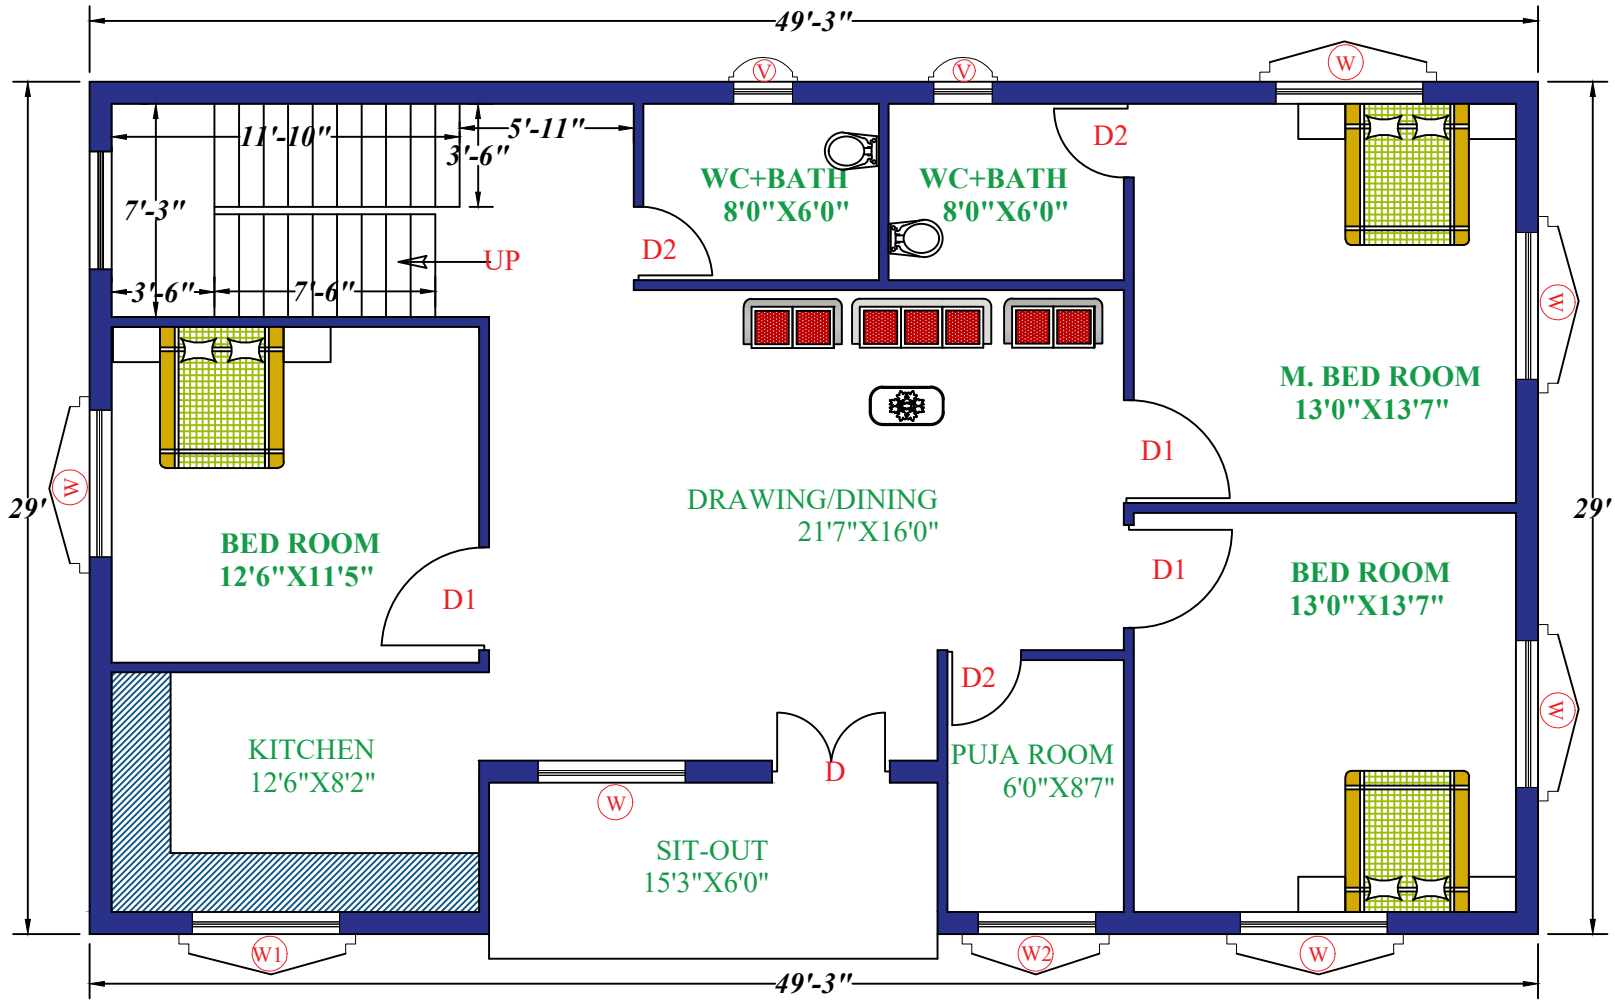 49'-3"
V
V
W
11'-10"
5'-11"
3'-6"
D2
WC+BATH
8'0"X6'0"
WC+BATH
8'0"X6'0"
7'-3"
D2
UP
3'-6"
7'-6"
W
M. BED ROOM
13'0"X13'7"
D1
29'
W
DRAWING/DINING
21'7"X16'0"
29'
BED ROOM
12'6"X11'5"
D1
D1
BED ROOM
13'0"X13'7"
D2
W
KITCHEN
12'6"X8'2"
D
PUJA ROOM
6'0"X8'7"
W
SIT-OUT
15'3"X6'0"
W1
W2
W
49'-3"